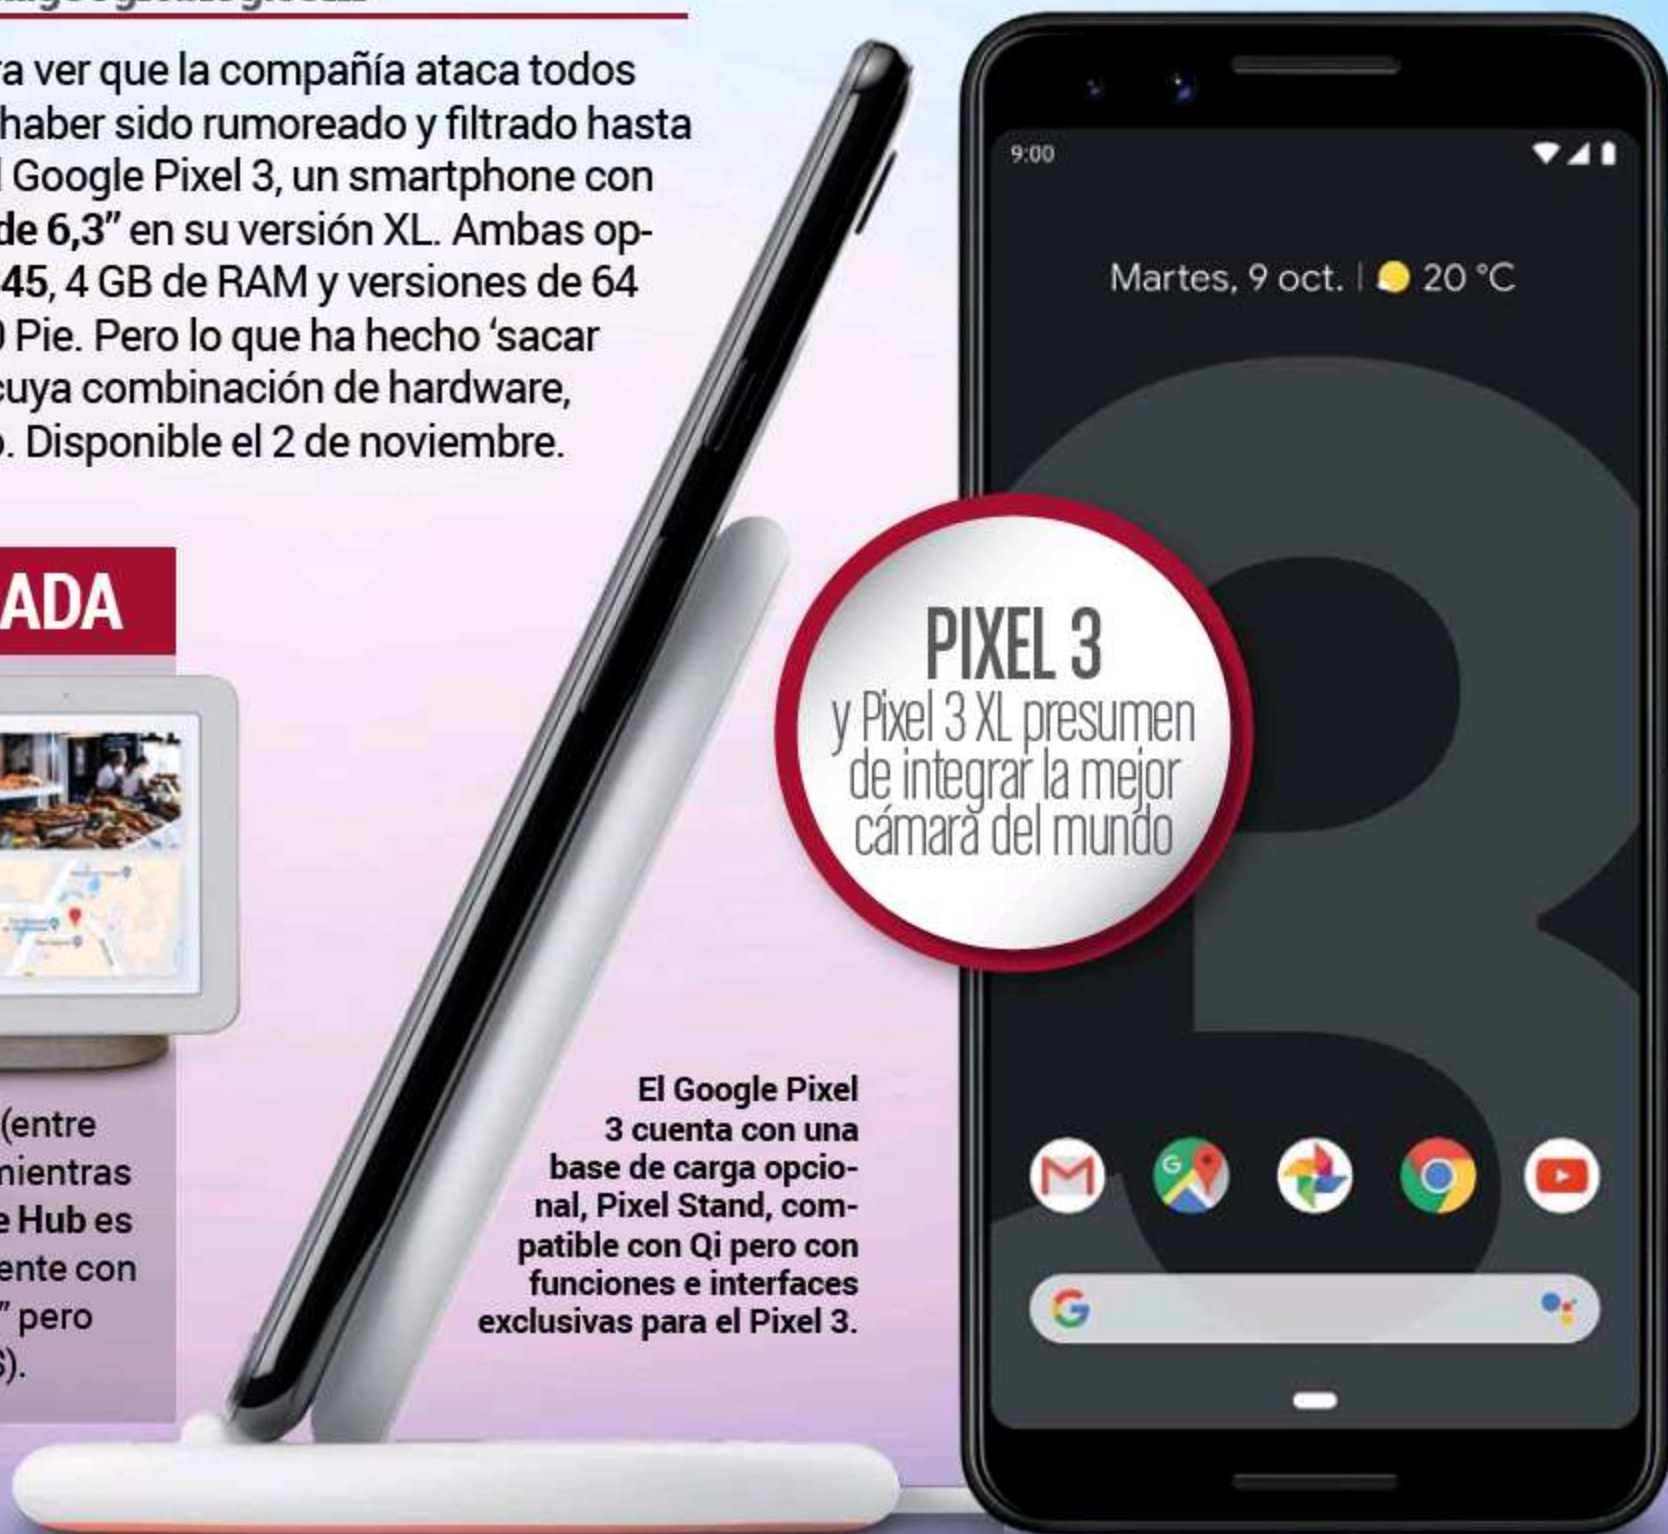 ra ver que la compañía ataca todos
haber sido rumoreado y filtrado hasta
l Google Pixel 3, un smartphone con
de 6,3” en su versión XL. Ambas op-
45, 4 GB de RAM y versiones de 64
0 Pie. Pero lo que ha hecho ‘sacar
cuya combinación de hardware,
o. Disponible el 2 de noviembre.
ADA
(entre
mientras
e Hub es
ente con
” pero
S).
9:00
Martes, 9 oct. | 20 °C
PIXEL 3
y Pixel 3 XL presumen
de integrar la mejor
cámara del mundo
El Google Pixel
3 cuenta con una
base de carga opcio-
nal, Pixel Stand, com-
patible con Qi pero con
funciones e interfaces
exclusivas para el Pixel 3.